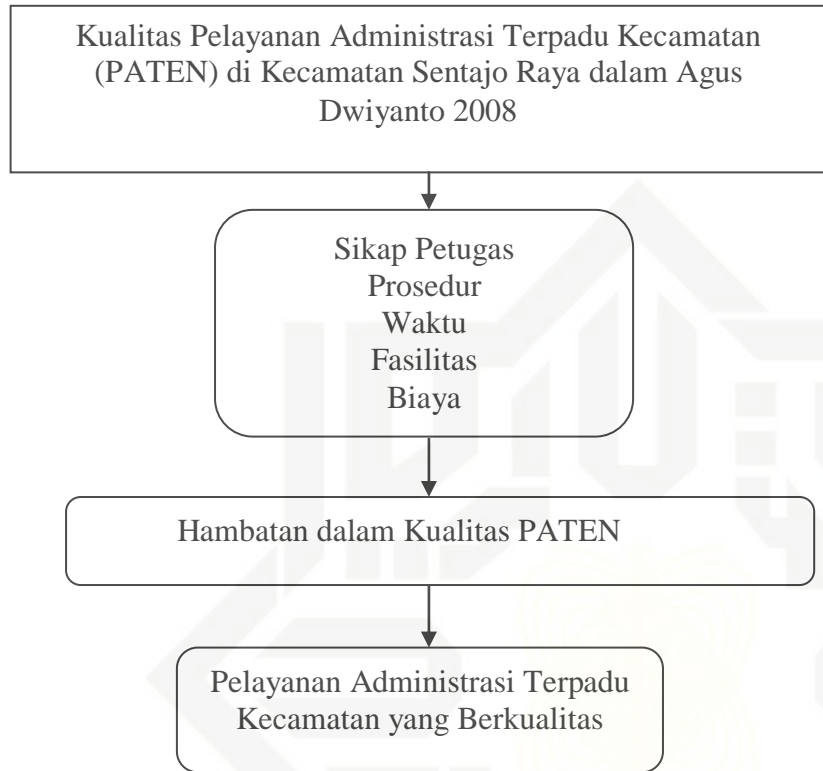 Kualitas Pelayanan Administrasi Terpadu Kecamatan
(PATEN) di Kecamatan Sentajo Raya dalam Agus
Dwiyanto 2008
Sikap Petugas
Prosedur
Waktu
Fasilitas
Biaya
Hambatan dalam Kualitas PATEN
Pelayanan Administrasi Terpadu
Kecamatan yang Berkualitas